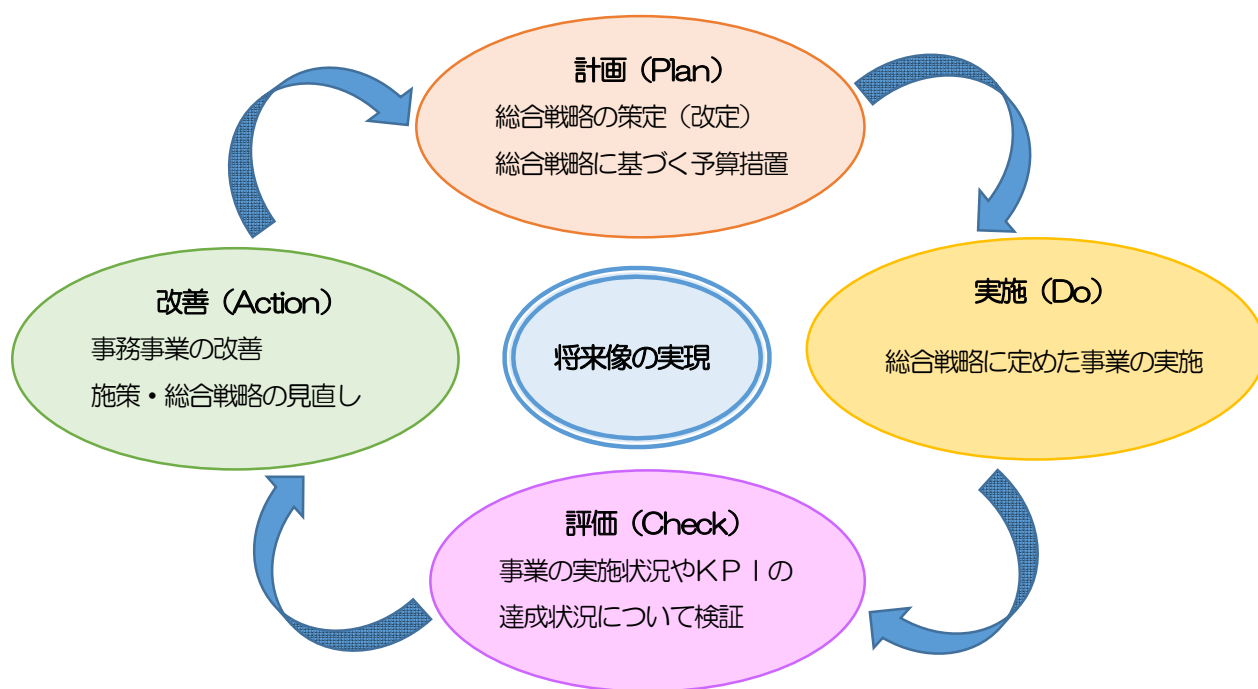 計画（Plan）
総合戦略の策定（改定）
総合戦略に基づく予算措置
実施（Do）
総合戦略に定めた事業の実施
評価（Check）
事業の実施状況やＫＰＩの
達成状況について検証
改善（Action）
事務事業の改善
施策・総合戦略の見直し
将来像の実現